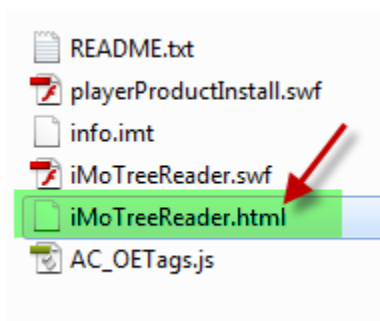 README.txt
playerProductInstall.swf
info.imt
iMoTreeReader.swf
iMoTreeReader.html
AC_OETags.js